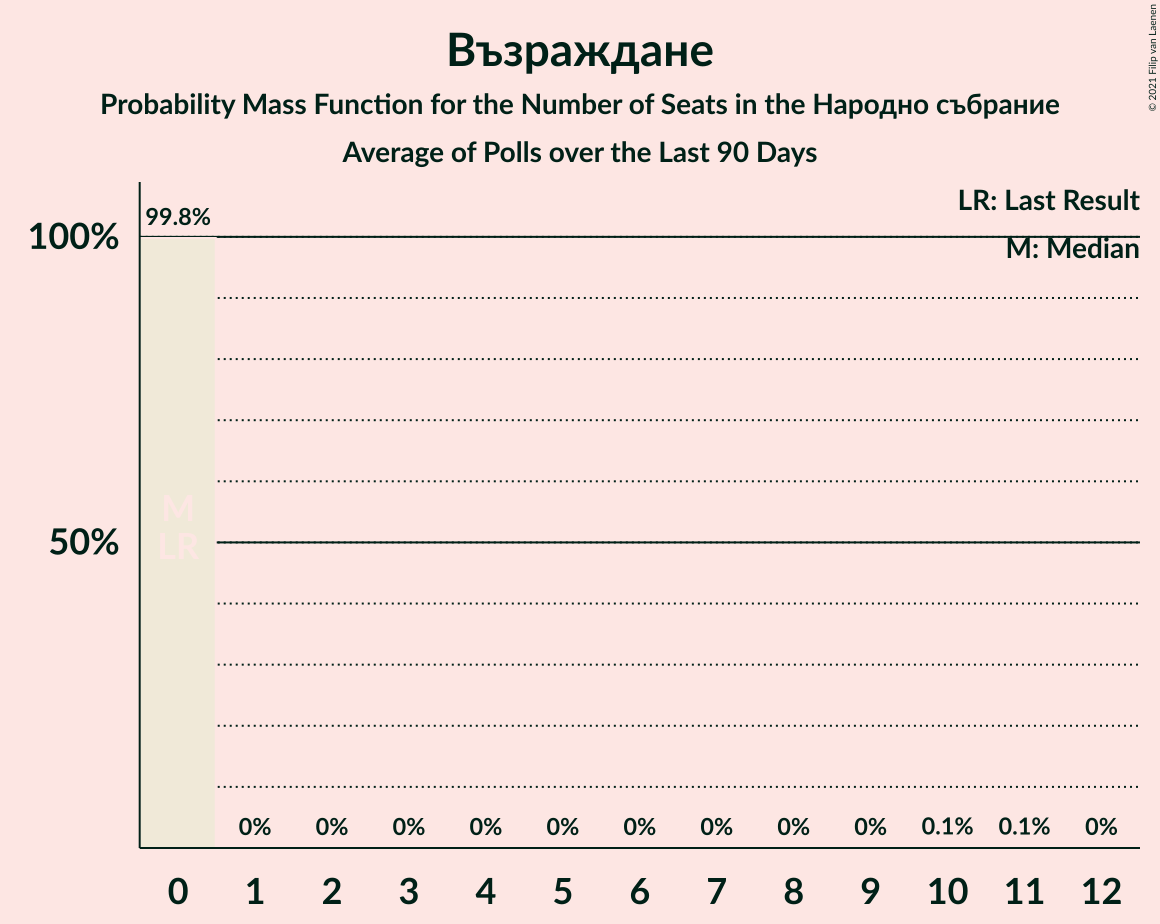 Възраждане
Probability Mass Function for the Number of Seats in the Народно събрание
Average of Polls over the Last 90 Days
© 2021 Filip van Laenen
LR: Last Result
M: Median
99.8%
100%
M
LR
50%
0% 0% 0% 0% 0% 0% 0% 0% 0% 0.1% 0.1% 0%
0 1 2 3 4 5 6 7 8 9 10 11 12